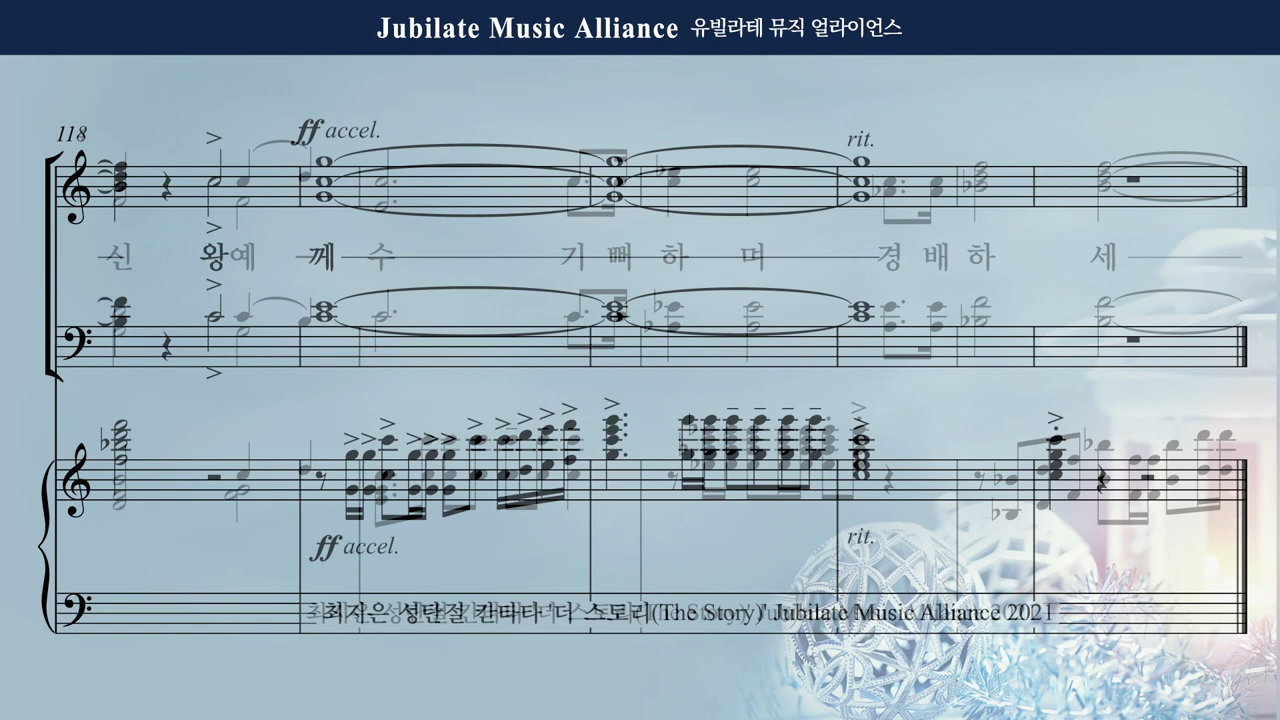 Jubilate Music Alliance 유빌라테 뮤직 얼라이언스
118
ff accel.
rit.
신 왕 예 께 수 기 뻐 하 며 경 배 하 세
ff accel.
rit.
최지은 성탄절 칸타타 '더 스토리(The Story)' Jubilate Music Alliance 2021